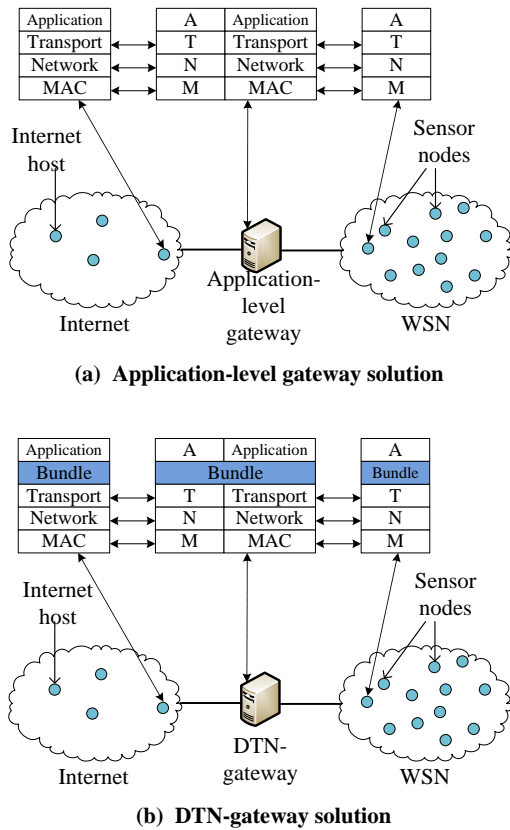 Application A Application A
Transport T Transport T
Network N Network N
MAC M MAC M
Internet
host
Sensor
nodes
Application-
level
gateway
Internet
WSN
(a) Application-level gateway solution
Application A Application A
Bundle Bundle Bundle
Transport T Transport T
Network N Network N
MAC M MAC M
Internet
host
Sensor
nodes
DTN-
gateway
Internet
WSN
(b) DTN-gateway solution